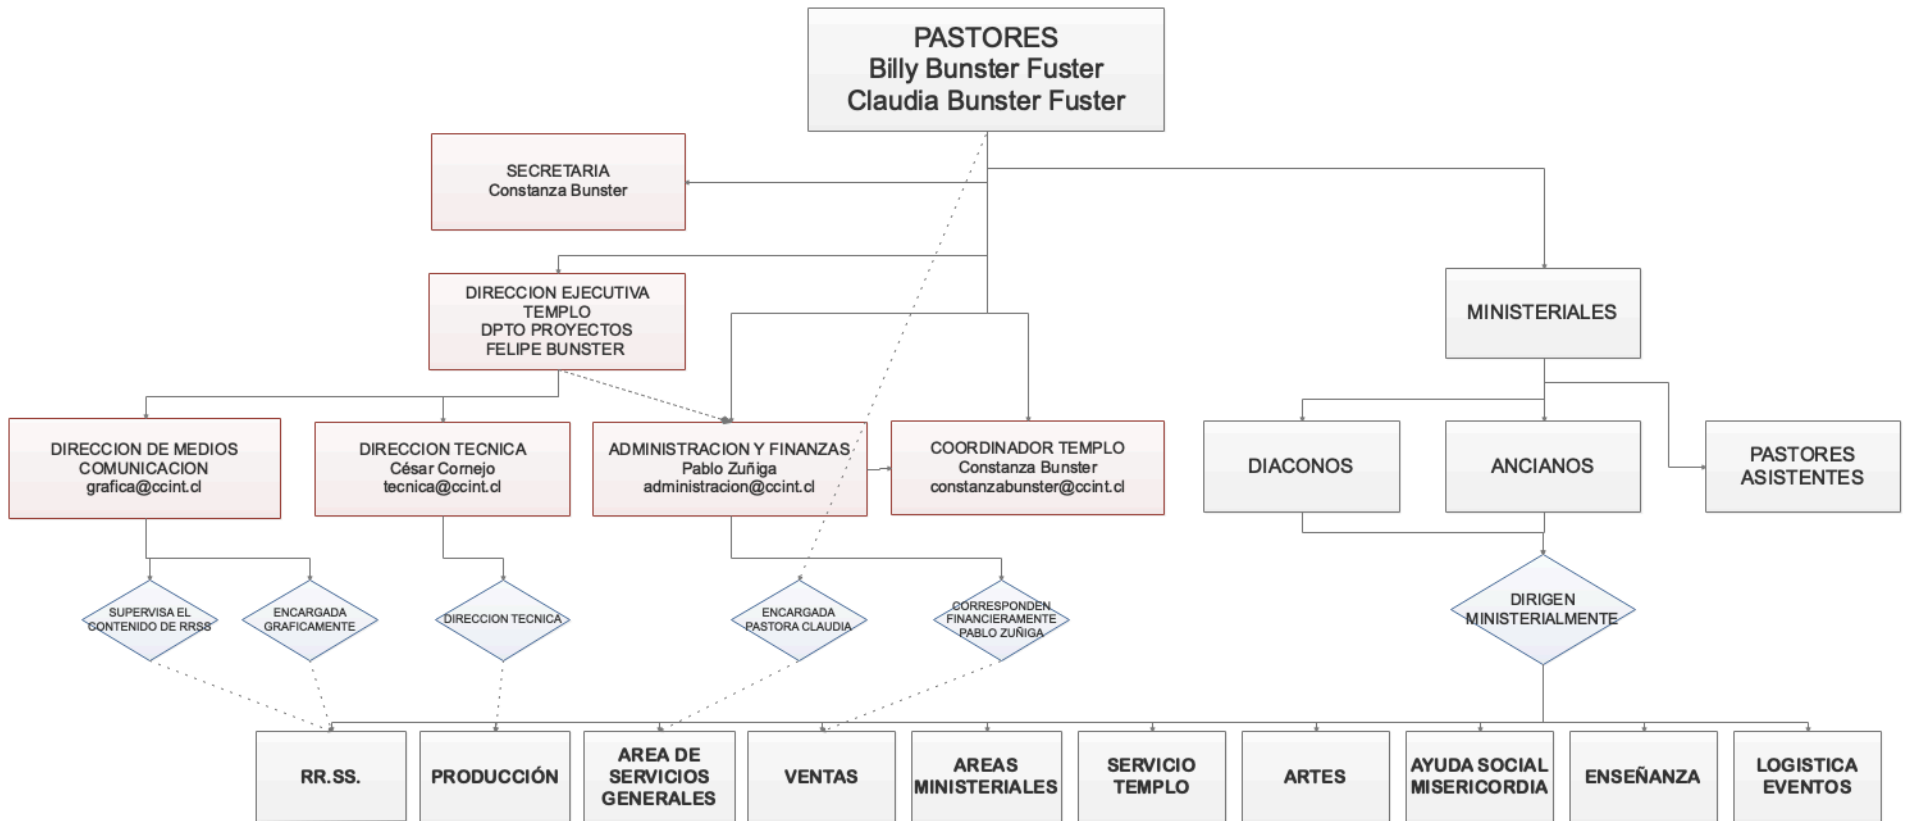 PASTORES
Billy Bunster Fuster
Claudia Bunster Fuster
SECRETARIA
Constanza Bunster
DIRECCION EJECUTIVA
TEMPLO
DPTO PROYECTOS
FELIPE BUNSTER
MINISTERIALES
DIRECCION DE MEDIOS
COMUNICACION
grafica@ccint.cl
DIRECCION TECNICA
César Cornejo
tecnica@ccint.cl
ADMINISTRACION Y FINANZAS
Pablo Zuñiga
administracion@ccint.cl
COORDINADOR TEMPLO
Constanza Bunster
constanzabunster@ccint.cl
DIACONOS
ANCIANOS
PASTORES
ASISTENTES
SUPERVISA EL
CONTENIDO DE RRSS
ENCARGADA
GRAFICAMENTE
DIRECCION TECNICA
ENCARGADA
PASTORA CLAUDIA
CORRESPONDEN
FINANCIERAMENTE
PABLO ZUÑIGA
DIRIGEN
MINISTERIALMENTE
RR.SS.
PRODUCCIÓN
AREA DE
SERVICIOS
GENERALES
VENTAS
AREAS
MINISTERIALES
SERVICIO
TEMPLO
ARTES
AYUDA SOCIAL
MISERICORDIA
ENSEÑANZA
LOGISTICA
EVENTOS